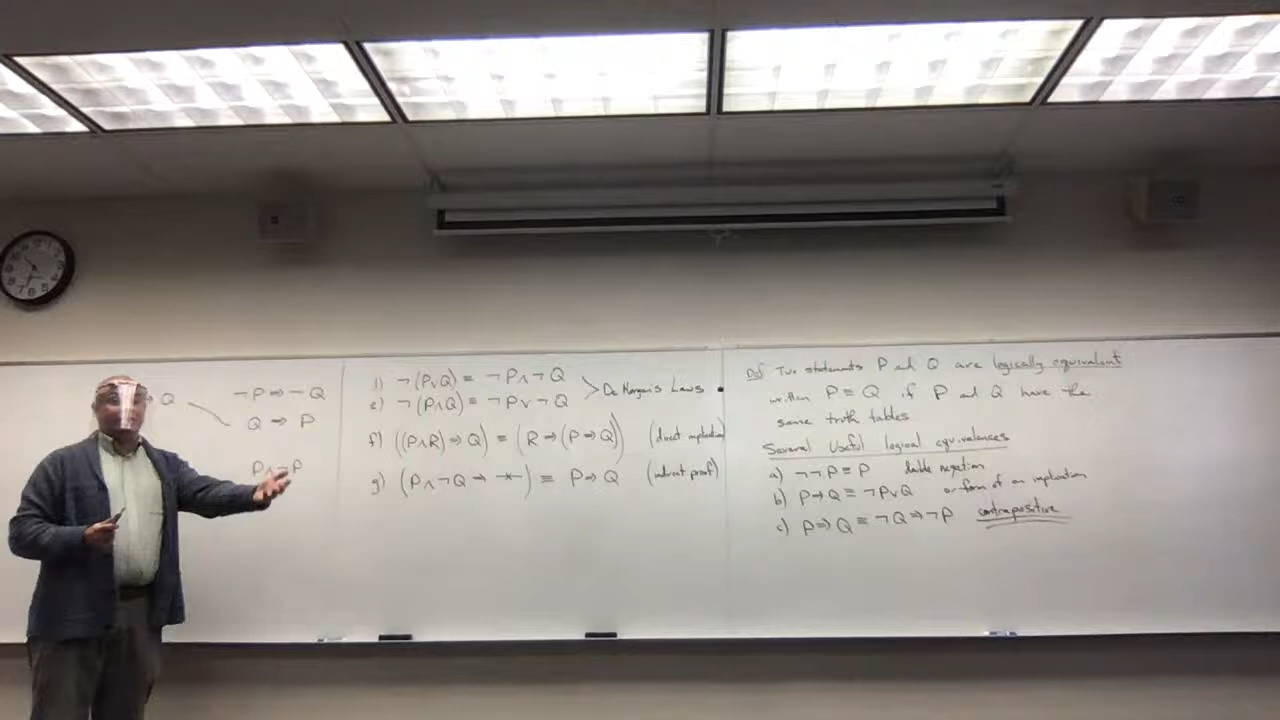 ⇒ Q
¬P ⇒ ¬Q
Q ⇒ P
P∧¬P
d) ¬(P∨Q) ≡ ¬P∧¬Q
e) ¬(P∧Q) ≡ ¬P∨¬Q
> De Morgan's Laws
f) ((P∧R) ⇒ Q) ≡ (R ⇒ (P ⇒ Q)) (direct implication)
g) (P∧¬Q ⇒ ※) ≡ P ⇒ Q (indirect proof)
Def Two statements P and Q are logically equivalent
written P ≡ Q if P and Q have the
same truth tables
Several Useful logical equivalences
a) ¬¬P ≡ P double negation
b) P ⇒ Q ≡ ¬P∨Q or form of an implication
c) P ⇒ Q ≡ ¬Q ⇒ ¬P contrapositive